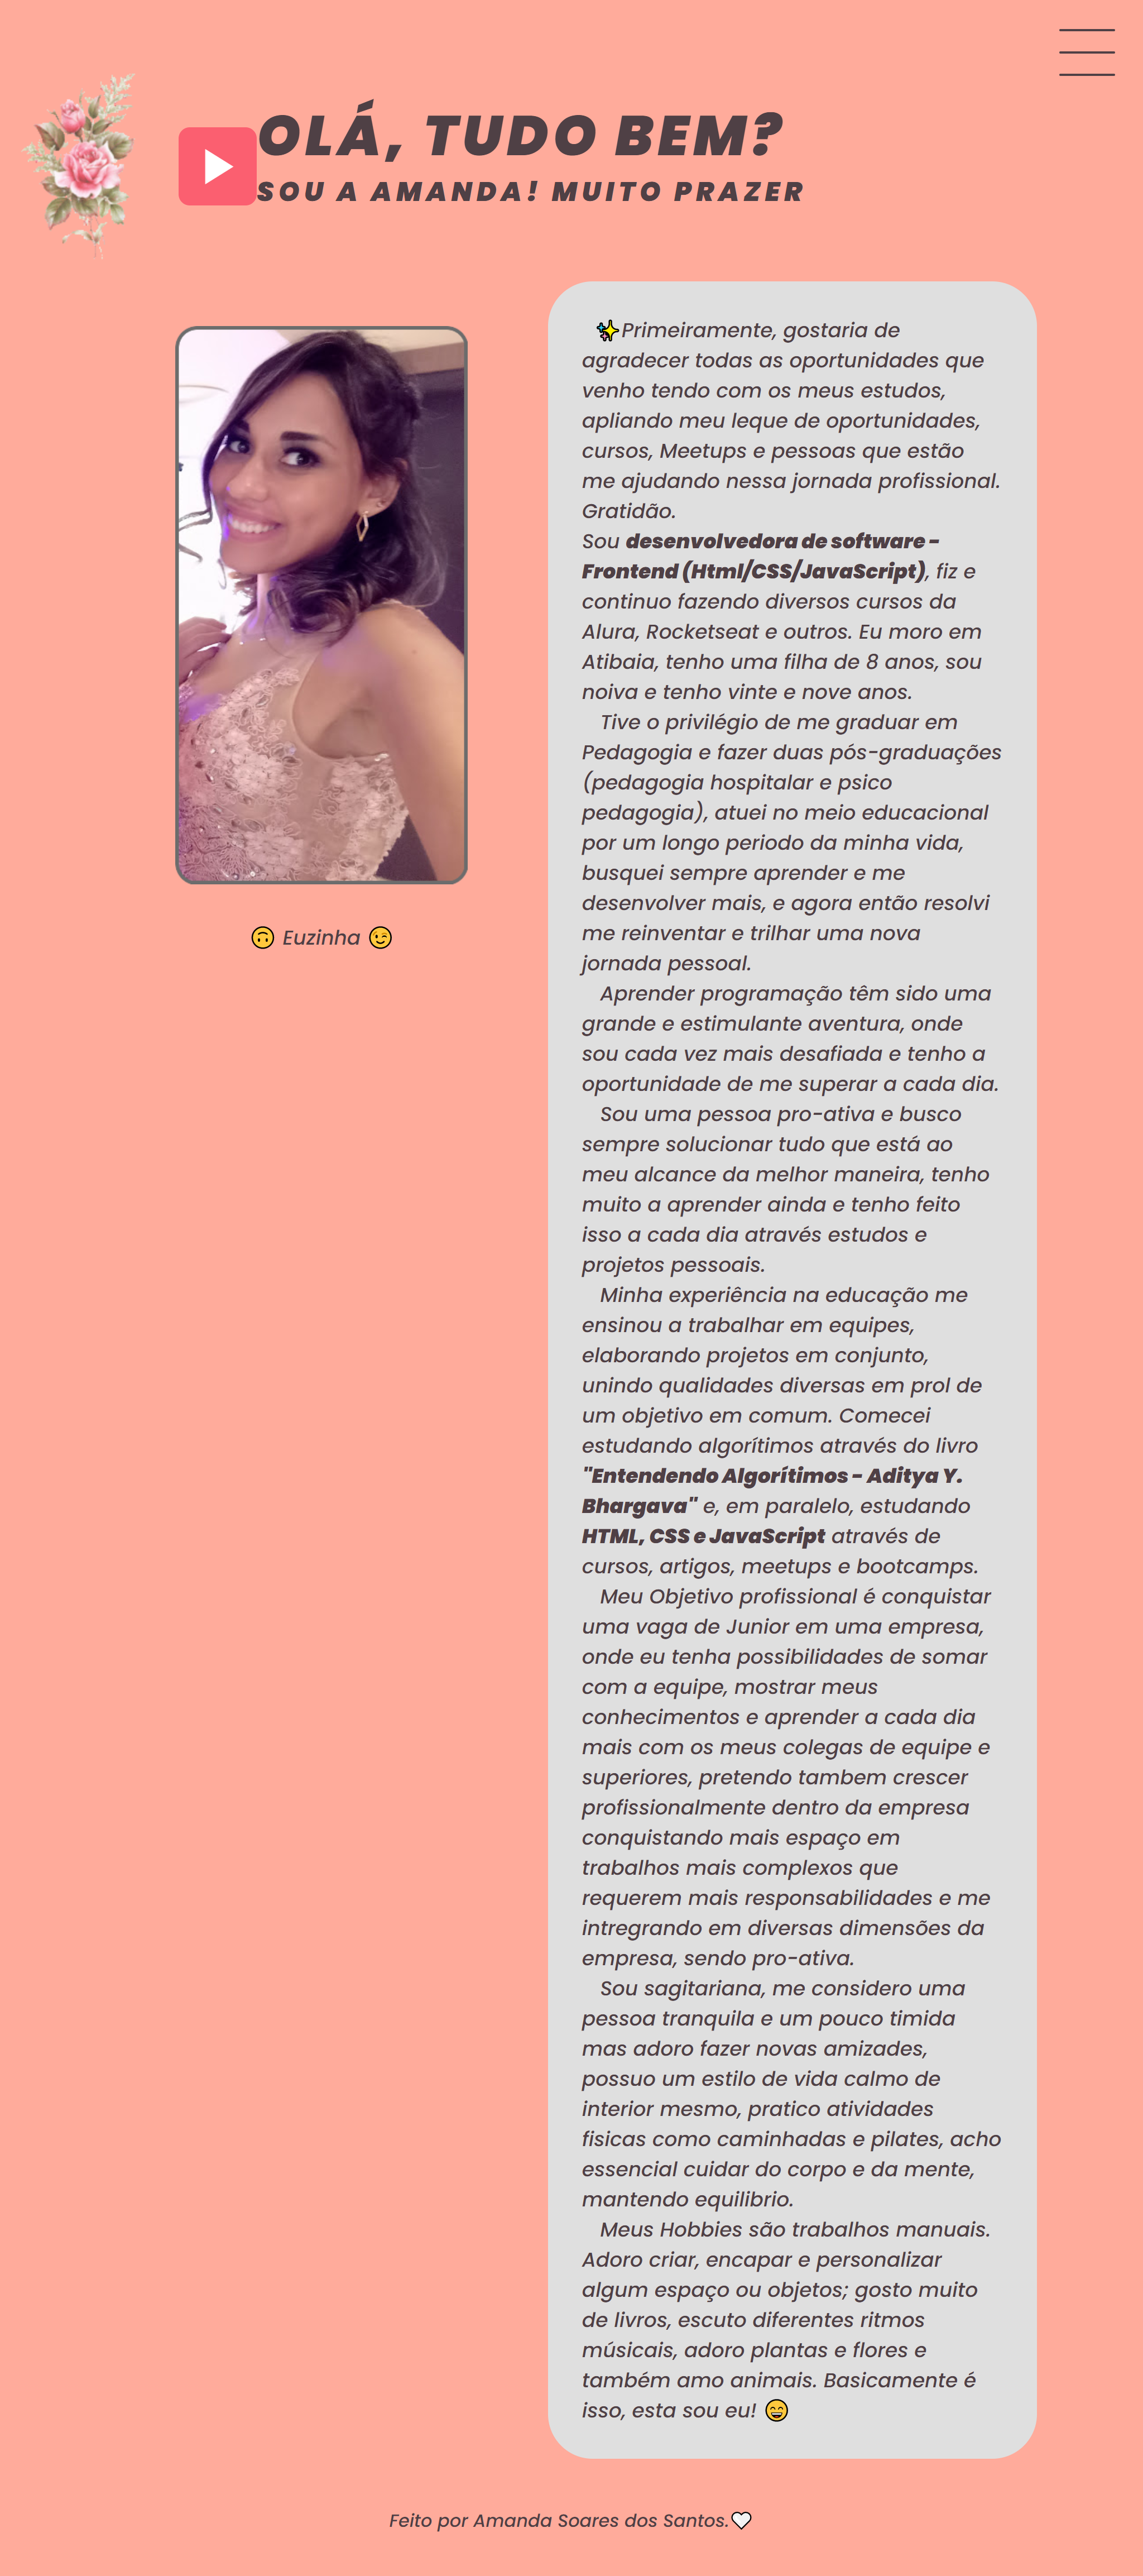 OLÁ, TUDO BEM?
SOU A AMANDA! MUITO PRAZER
✨Primeiramente, gostaria de
agradecer todas as oportunidades que
venho tendo com os meus estudos,
apliando meu leque de oportunidades,
cursos, Meetups e pessoas que estão
me ajudando nessa jornada profissional.
Gratidão.
Sou desenvolvedora de software -
Frontend (Html/CSS/JavaScript), fiz e
continuo fazendo diversos cursos da
Alura, Rocketseat e outros. Eu moro em
Atibaia, tenho uma filha de 8 anos, sou
noiva e tenho vinte e nove anos.
Tive o privilégio de me graduar em
Pedagogia e fazer duas pós-graduações
(pedagogia hospitalar e psico
pedagogia), atuei no meio educacional
por um longo periodo da minha vida,
busquei sempre aprender e me
desenvolver mais, e agora então resolvi
me reinventar e trilhar uma nova
jornada pessoal.
Aprender programação têm sido uma
grande e estimulante aventura, onde
sou cada vez mais desafiada e tenho a
oportunidade de me superar a cada dia.
Sou uma pessoa pro-ativa e busco
sempre solucionar tudo que está ao
meu alcance da melhor maneira, tenho
muito a aprender ainda e tenho feito
isso a cada dia através estudos e
projetos pessoais.
Minha experiência na educação me
ensinou a trabalhar em equipes,
elaborando projetos em conjunto,
unindo qualidades diversas em prol de
um objetivo em comum. Comecei
estudando algorítimos através do livro
"Entendendo Algorítimos - Aditya Y.
Bhargava" e, em paralelo, estudando
HTML, CSS e JavaScript através de
cursos, artigos, meetups e bootcamps.
Meu Objetivo profissional é conquistar
uma vaga de Junior em uma empresa,
onde eu tenha possibilidades de somar
com a equipe, mostrar meus
conhecimentos e aprender a cada dia
mais com os meus colegas de equipe e
superiores, pretendo tambem crescer
profissionalmente dentro da empresa
conquistando mais espaço em
trabalhos mais complexos que
requerem mais responsabilidades e me
intregrando em diversas dimensões da
empresa, sendo pro-ativa.
Sou sagitariana, me considero uma
pessoa tranquila e um pouco timida
mas adoro fazer novas amizades,
possuo um estilo de vida calmo de
interior mesmo, pratico atividades
fisicas como caminhadas e pilates, acho
essencial cuidar do corpo e da mente,
mantendo equilibrio.
Meus Hobbies são trabalhos manuais.
Adoro criar, encapar e personalizar
algum espaço ou objetos; gosto muito
de livros, escuto diferentes ritmos
músicais, adoro plantas e flores e
também amo animais. Basicamente é
isso, esta sou eu! 😄
🙃 Euzinha 😉
Feito por Amanda Soares dos Santos.🤍